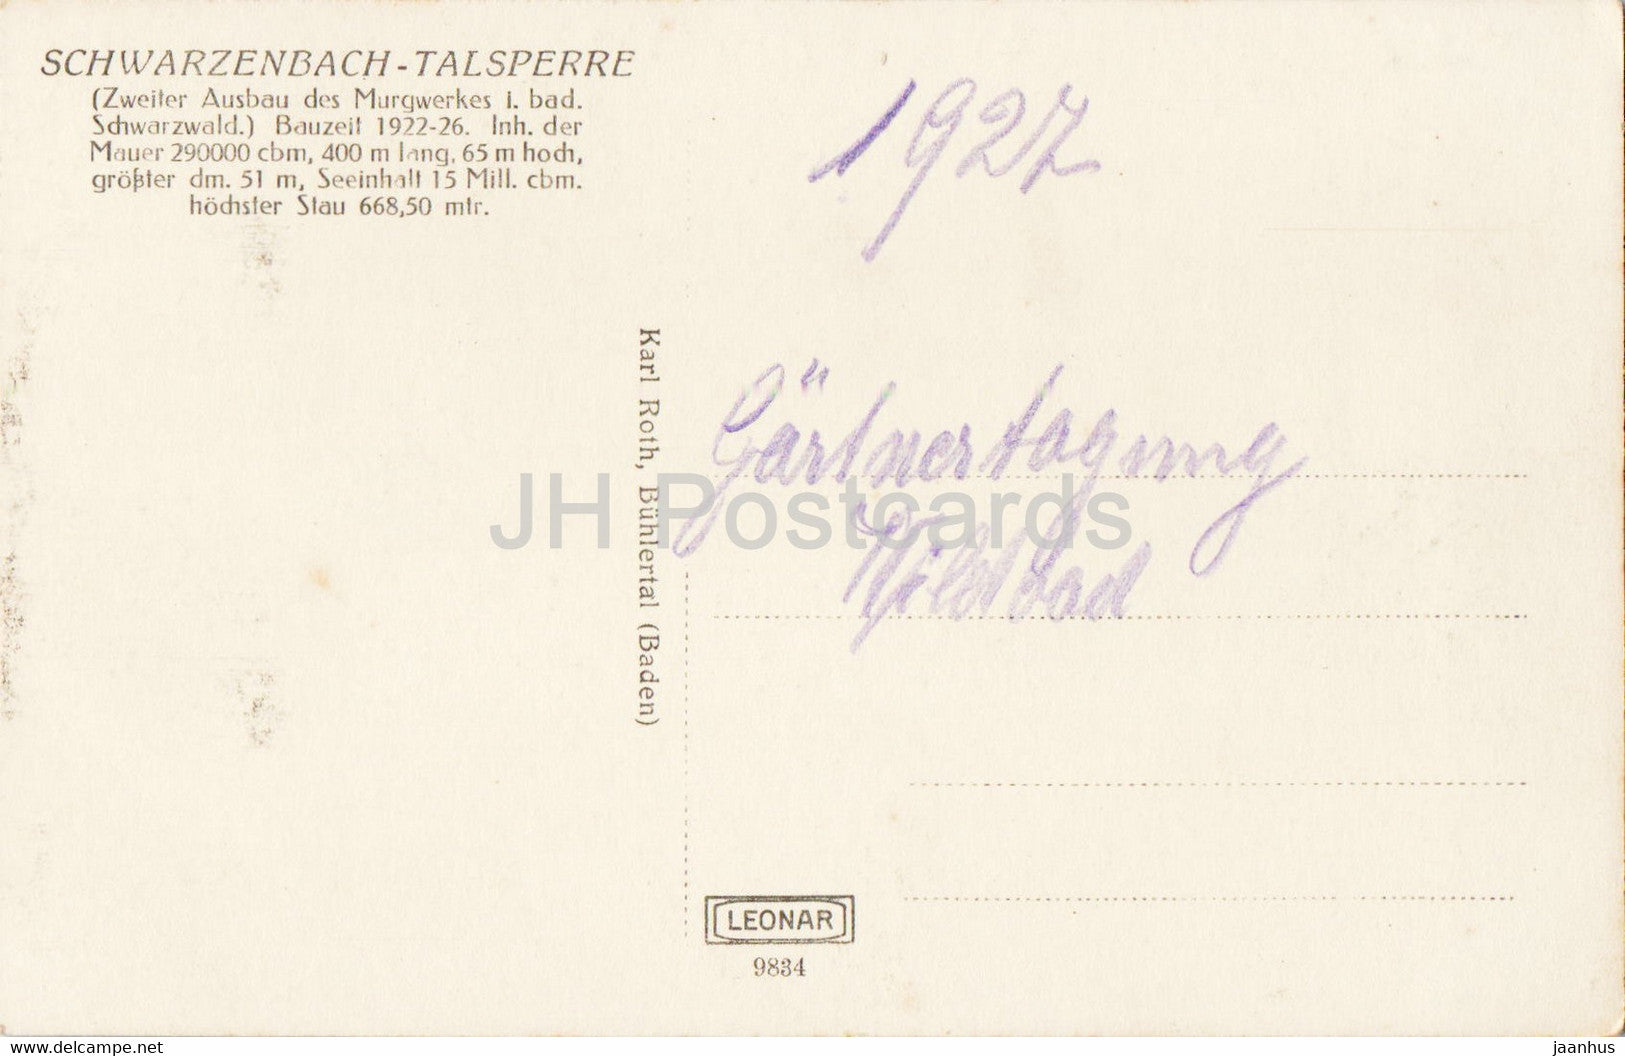 SCHWARZENBACH-TALSPERRE
(Zweiter Ausbau des Murgwerkes i. bad.
Schwarzwald.) Bauzeit 1922-26. Inh. der
Mauer 290000 cbm, 400 m lang, 65 m hoch,
größter dm. 51 m, Seeinhalt 15 Mill. cbm.
höchster Stau 668,50 mtr.
1927
Karl Roth, Bühlertal (Baden)
Gärtnertagung
Wildbad
JH Postcards
LEONAR
9834
www.delcampe.net
jaanhus